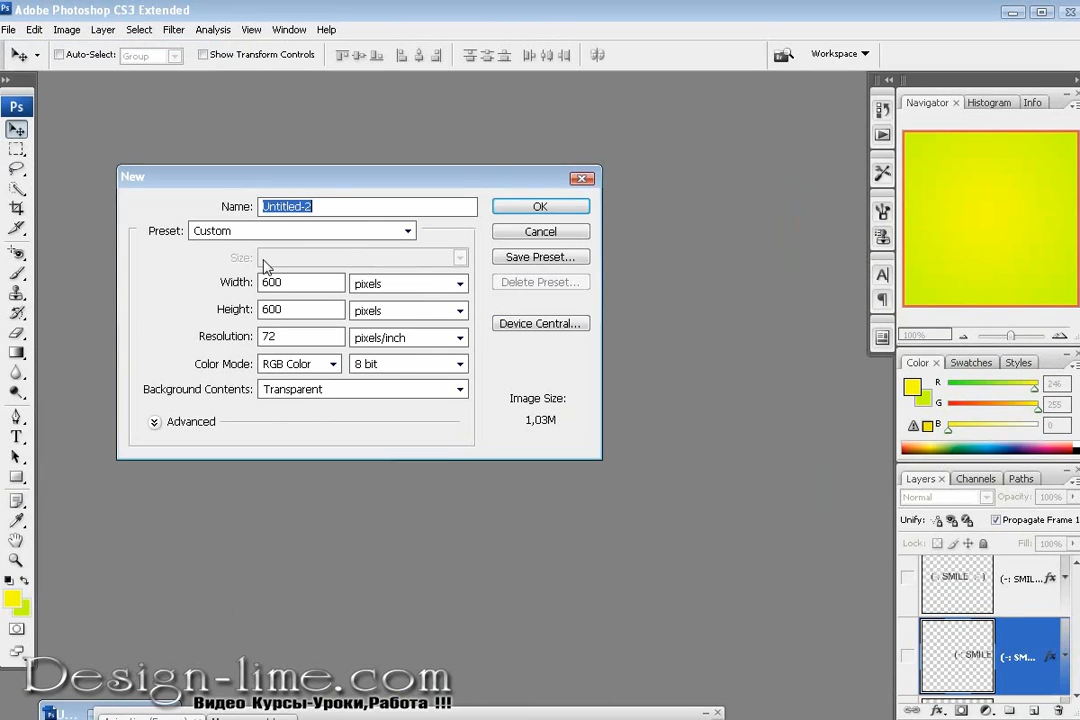 Adobe Photoshop CS3 Extended
File Edit Image Layer Select Filter Analysis View Window Help
Auto-Select: Group Show Transform Controls Workspace
Ps
Navigator Histogram Info
New
Name: Untitled-2 OK
Preset: Custom Cancel
Size: Save Preset...
Width: 600 pixels Delete Preset...
Height: 600 pixels
Device Central...
Resolution: 72 pixels/inch
100%
Color Mode: RGB Color 8 bit
Color Swatches Styles
R 246
Background Contents: Transparent
G 255
Image Size:
Advanced
1,03M
B 0
Layers Channels Paths
Normal Opacity: 100%
Unify: Propagate Frame 1
Lock: Fill: 100%
(-: SMILE :-) (-: SMIL... fx
(-: SMILE (-: SM... fx
Design-lime.com
Видео Курсы-Уроки,Работа !!!